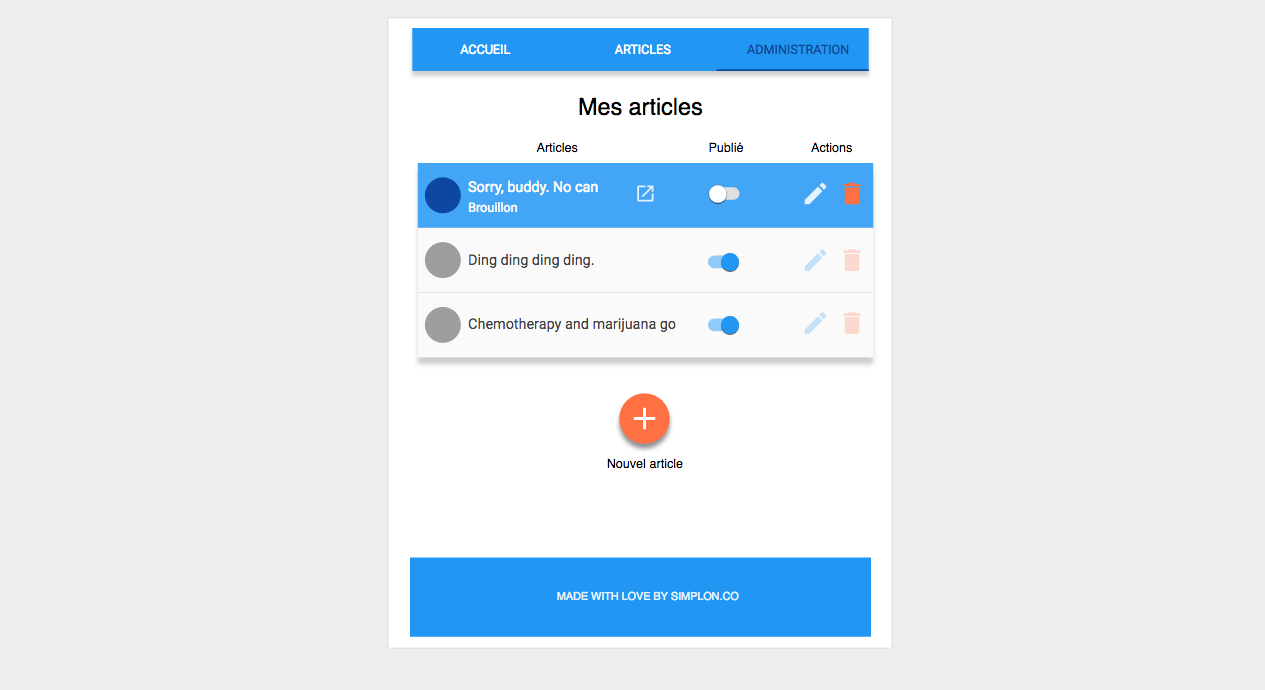 ACCUEIL ARTICLES ADMINISTRATION
Mes articles
Articles Publié Actions
Sorry, buddy. No can
Brouillon
Ding ding ding ding.
Chemotherapy and marijuana go
Nouvel article
MADE WITH LOVE BY SIMPLON.CO